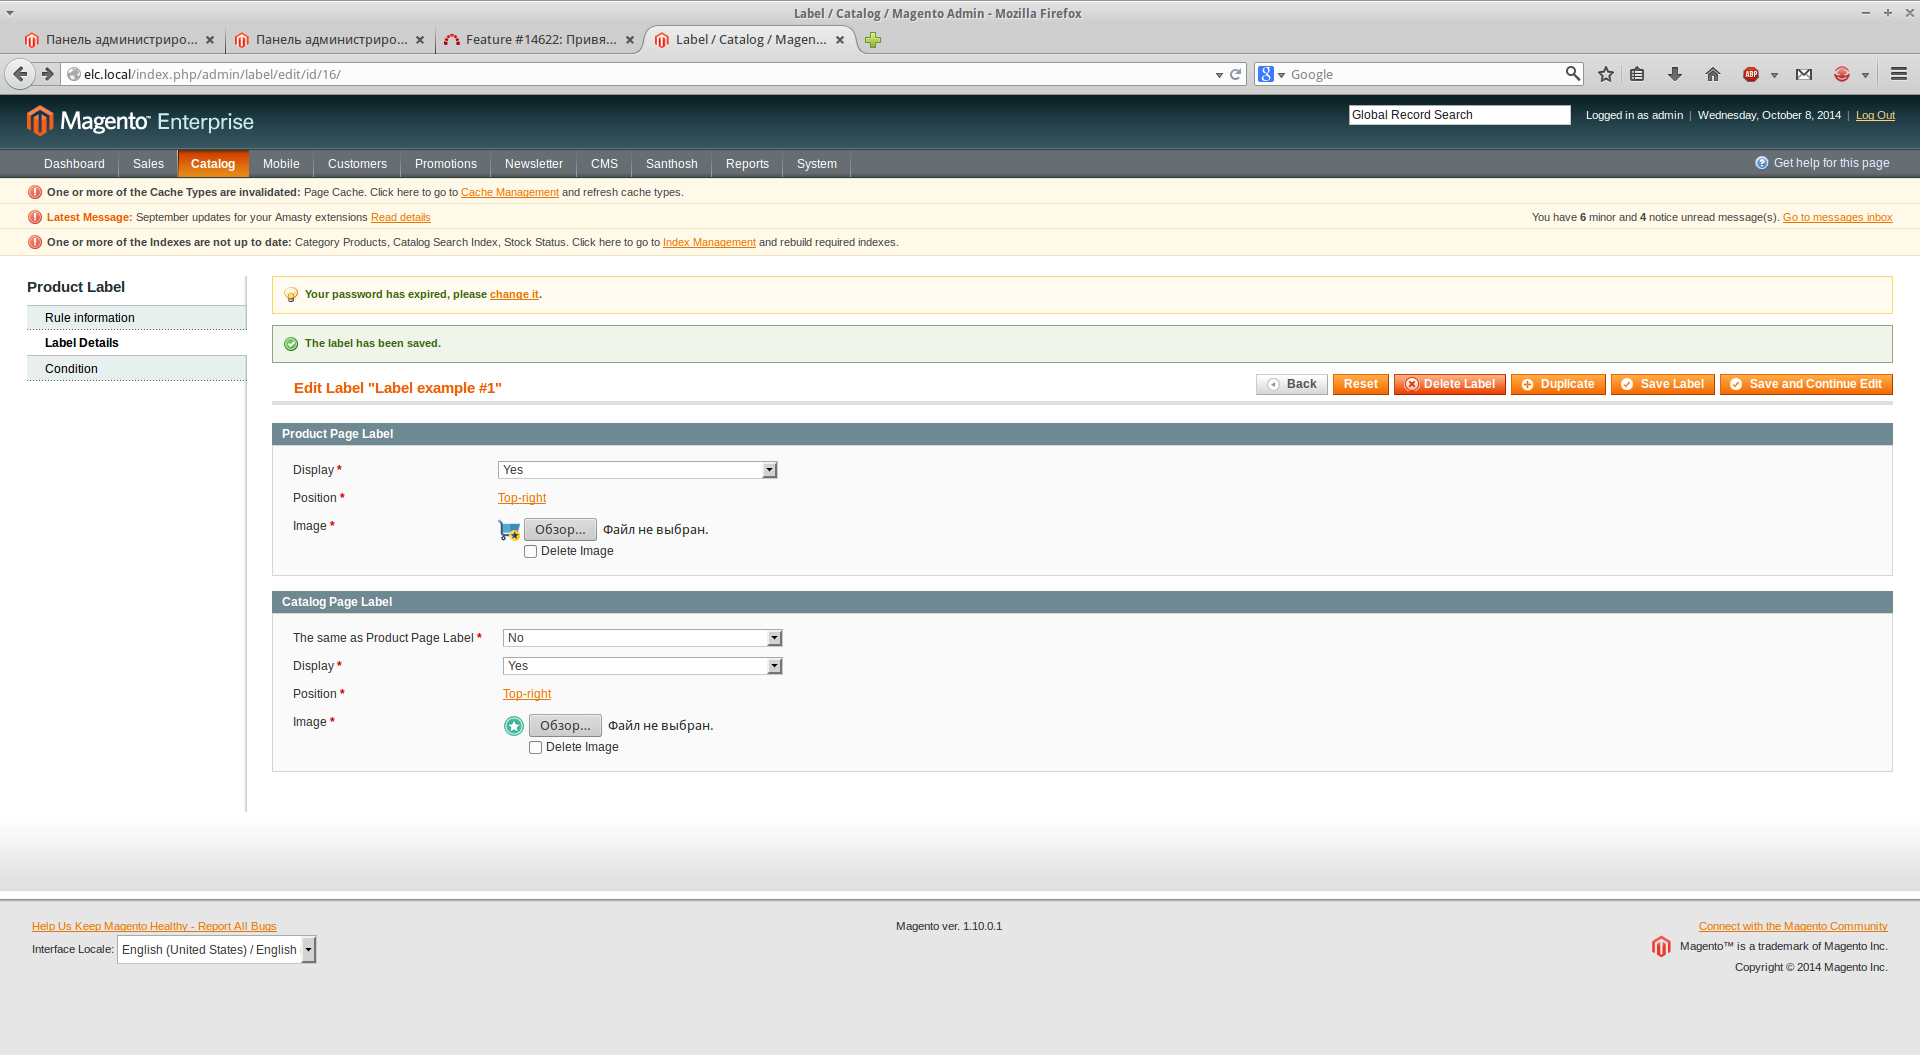 Label / Catalog / Magento Admin - Mozilla Firefox
Панель администриро...
Панель администриро...
Feature #14622: Привя...
Label / Catalog / Magen...
elc.local/index.php/admin/label/edit/id/16/
8 Google
ABP
Magento Enterprise
Global Record Search
Logged in as admin | Wednesday, October 8, 2014 | Log Out
Dashboard Sales Catalog Mobile Customers Promotions Newsletter CMS Santhosh Reports System
Get help for this page
One or more of the Cache Types are invalidated: Page Cache. Click here to go to Cache Management and refresh cache types.
Latest Message: September updates for your Amasty extensions Read details
You have 6 minor and 4 notice unread message(s). Go to messages inbox
One or more of the Indexes are not up to date: Category Products, Catalog Search Index, Stock Status. Click here to go to Index Management and rebuild required indexes.
Product Label
Rule information
Label Details
Condition
Your password has expired, please change it.
The label has been saved.
Edit Label "Label example #1"
Back Reset Delete Label Duplicate Save Label Save and Continue Edit
Product Page Label
Display * Yes
Position * Top-right
Image * Обзор... Файл не выбран.
Delete Image
Catalog Page Label
The same as Product Page Label * No
Display * Yes
Position * Top-right
Image * Обзор... Файл не выбран.
Delete Image
Help Us Keep Magento Healthy - Report All Bugs
Interface Locale: English (United States) / English
Magento ver. 1.10.0.1
Connect with the Magento Community
Magento™ is a trademark of Magento Inc.
Copyright © 2014 Magento Inc.